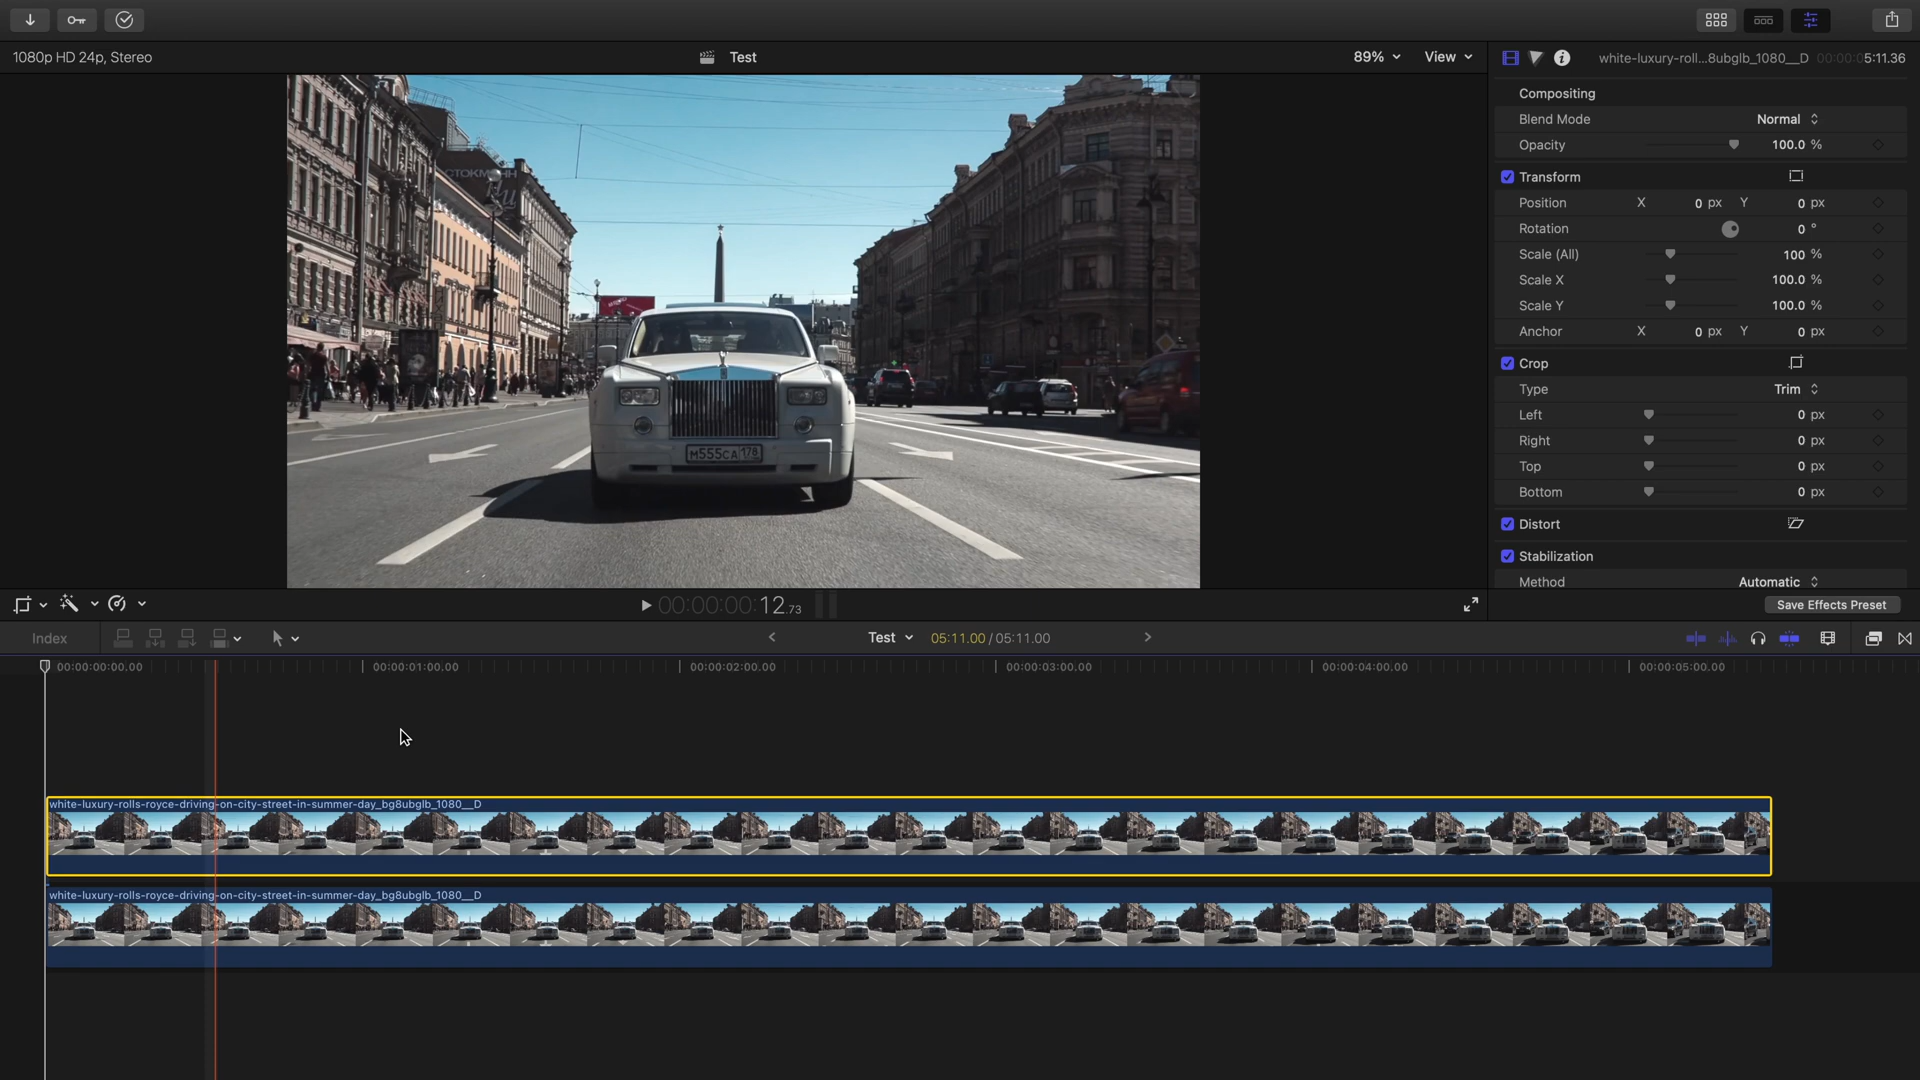 1080p HD 24p, Stereo
Test
89%
View
white-luxury-roll...8ubglb_1080__D
00:00:05:11.36
СТОКМАНН
М555СА 178
Compositing
Blend Mode Normal
Opacity 100.0 %
Transform
Position X 0 px Y 0 px
Rotation 0 °
Scale (All) 100 %
Scale X 100.0 %
Scale Y 100.0 %
Anchor X 0 px Y 0 px
Crop
Type Trim
Left 0 px
Right 0 px
Top 0 px
Bottom 0 px
Distort
Stabilization
Method Automatic
00:00:00:12.73
Save Effects Preset
Index
Test
05:11.00 / 05:11.00
00:00:00:00.00
00:00:01:00.00
00:00:02:00.00
00:00:03:00.00
00:00:04:00.00
00:00:05:00.00
white-luxury-rolls-royce-driving-on-city-street-in-summer-day_bg8ubglb_1080__D
white-luxury-rolls-royce-driving-on-city-street-in-summer-day_bg8ubglb_1080__D